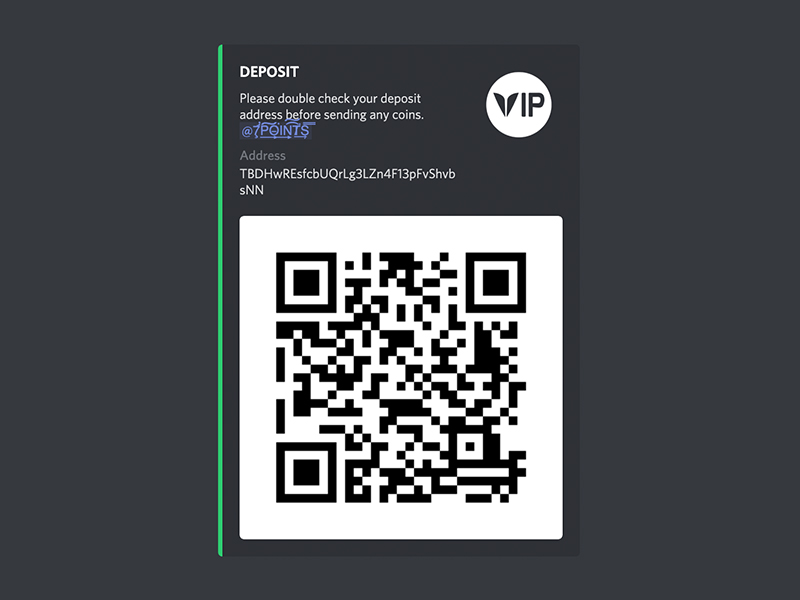 DEPOSIT
Please double check your deposit
address before sending any coins.
@7POINTS
Address
TBDHwREsfcbUQrLg3LZn4F13pFvShvb
sNN
VIP